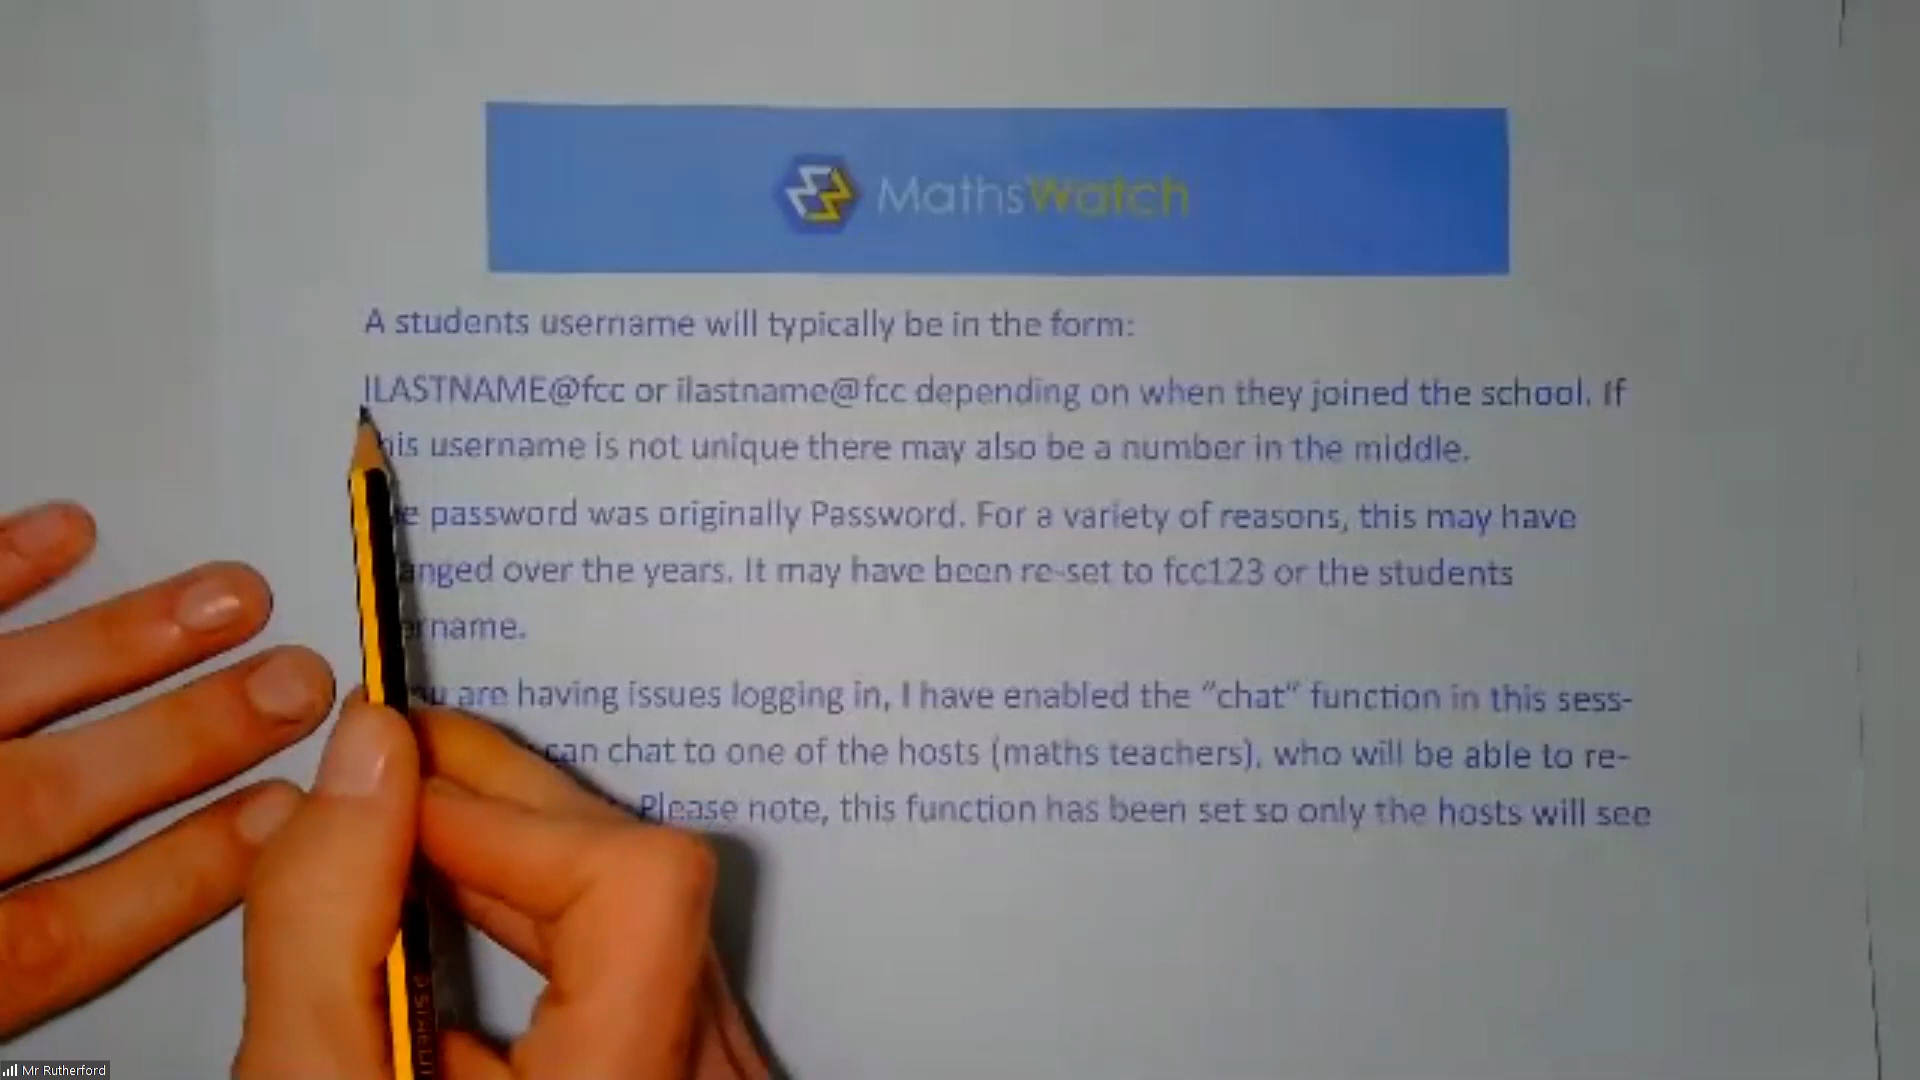 MathsWatch
A students username will typically be in the form:
ILASTNAME@fcc or ilastname@fcc depending on when they joined the school. If
username is not unique there may also be a number in the middle.
password was originally Password. For a variety of reasons, this may have
over the years. It may have been re-set to fcc123 or the students
are having issues logging in, I have enabled the “chat” function in this sess-
can chat to one of the hosts (maths teachers), who will be able to re-
Please note, this function has been set so only the hosts will see
Mr Rutherford